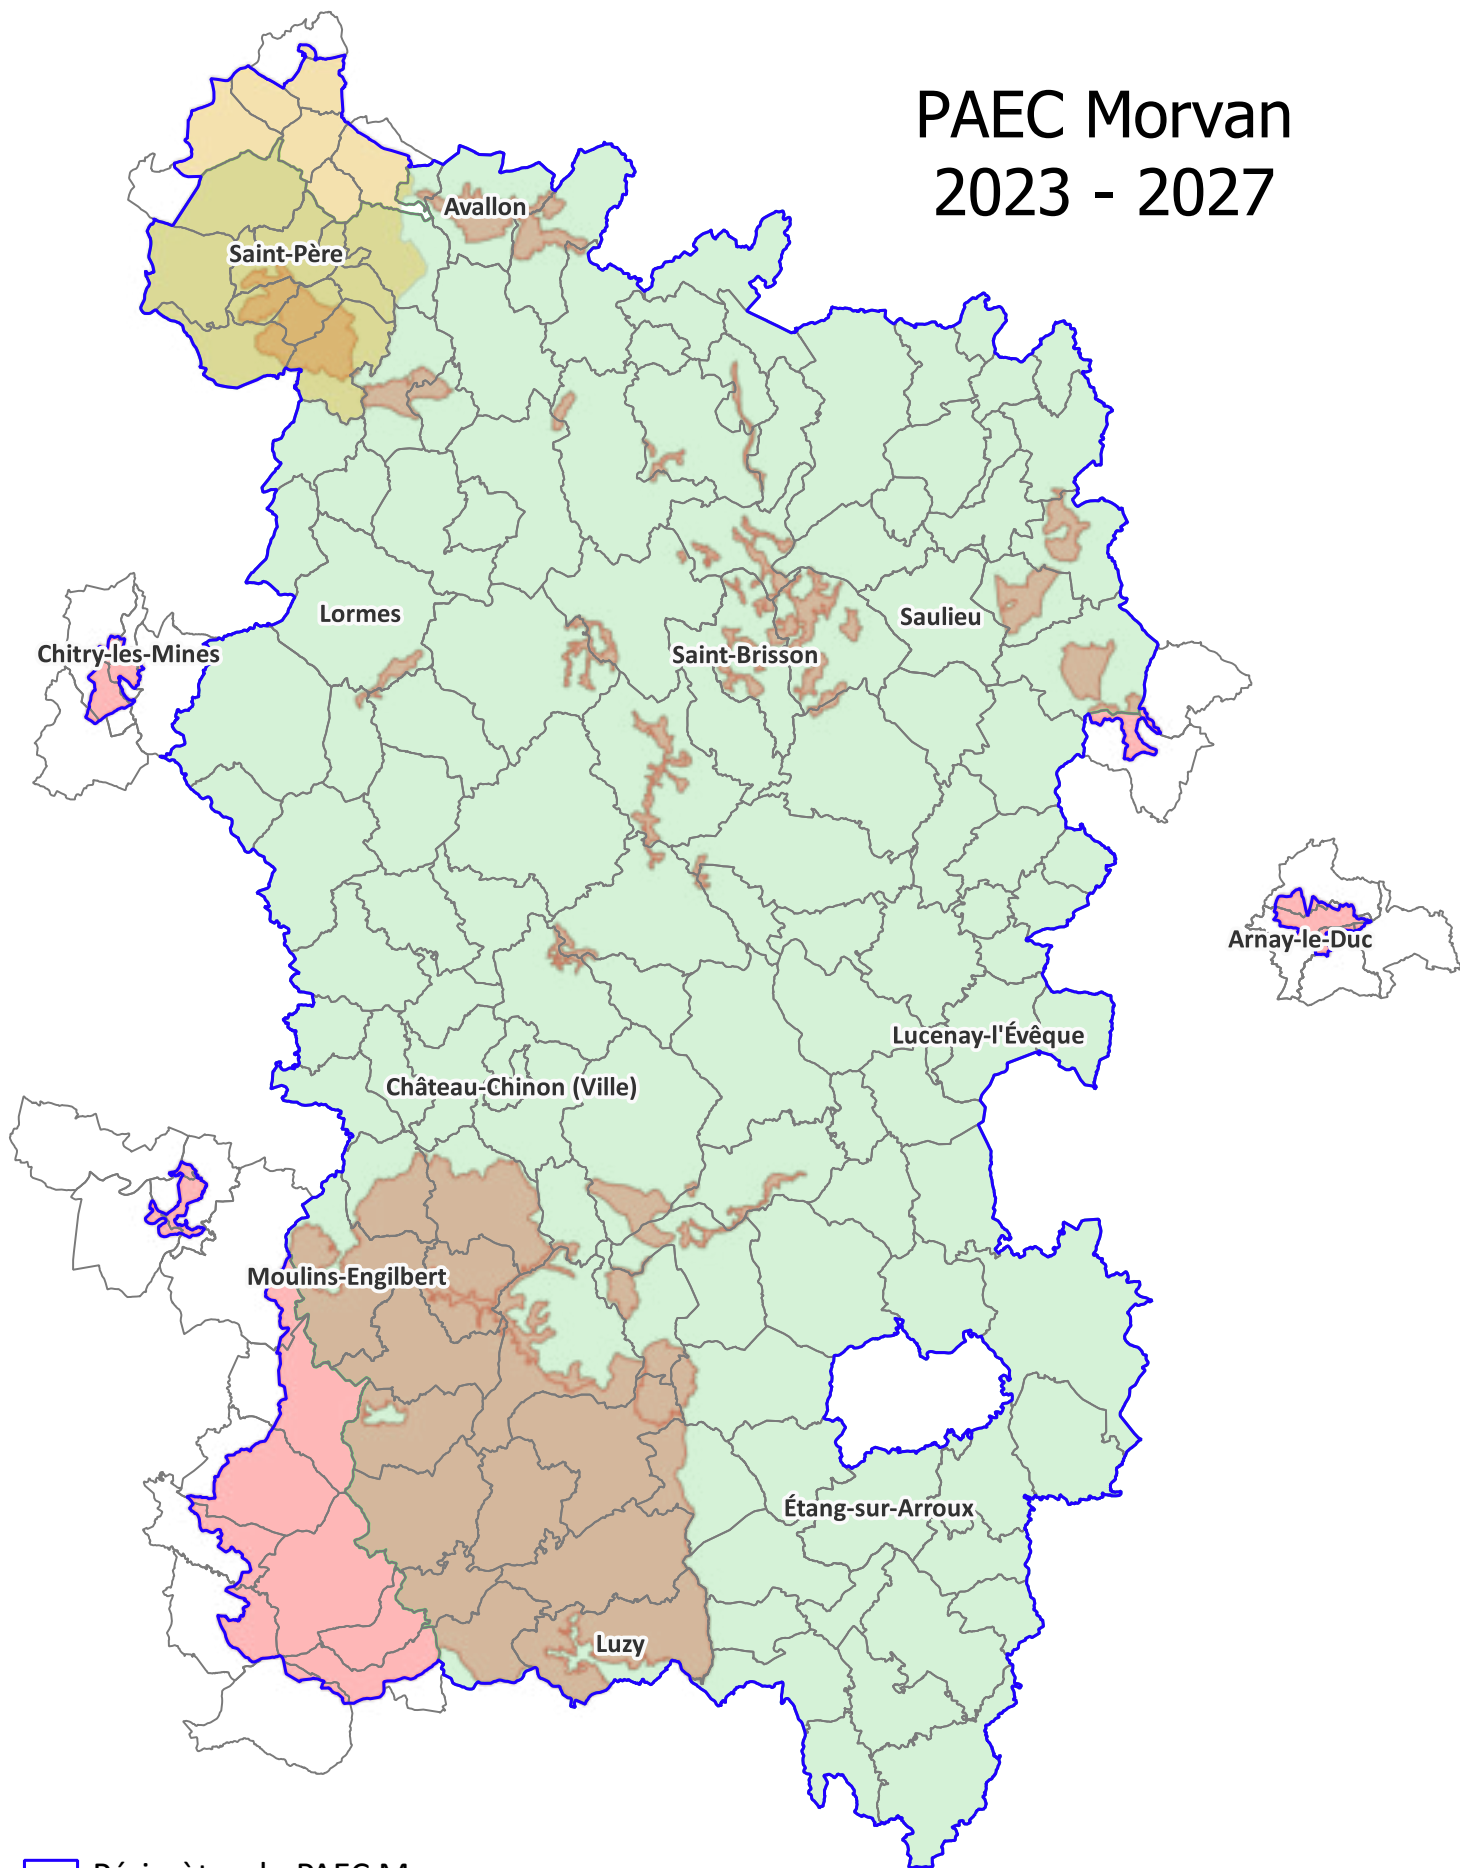 PAEC Morvan
2023 - 2027
Avallon
Saint-Père
Lormes
Saulieu
Chitry-les-Mines
Saint-Brisson
Arnay-le-Duc
Lucenay-l'Évêque
Château-Chinon (Ville)
Moulins-Engilbert
Étang-sur-Arroux
Luzy